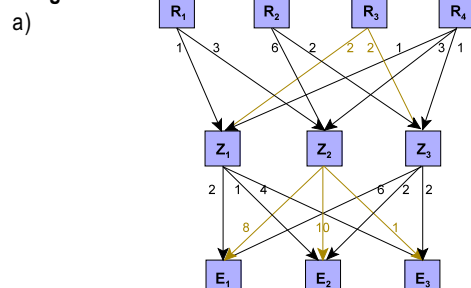 a)
R₁ R₂ R₃ R₄
1 3 6 2 2 2 1 3 1
Z₁ Z₂ Z₃
2 1 4 8 10 1 6 2 2
E₁ E₂ E₃